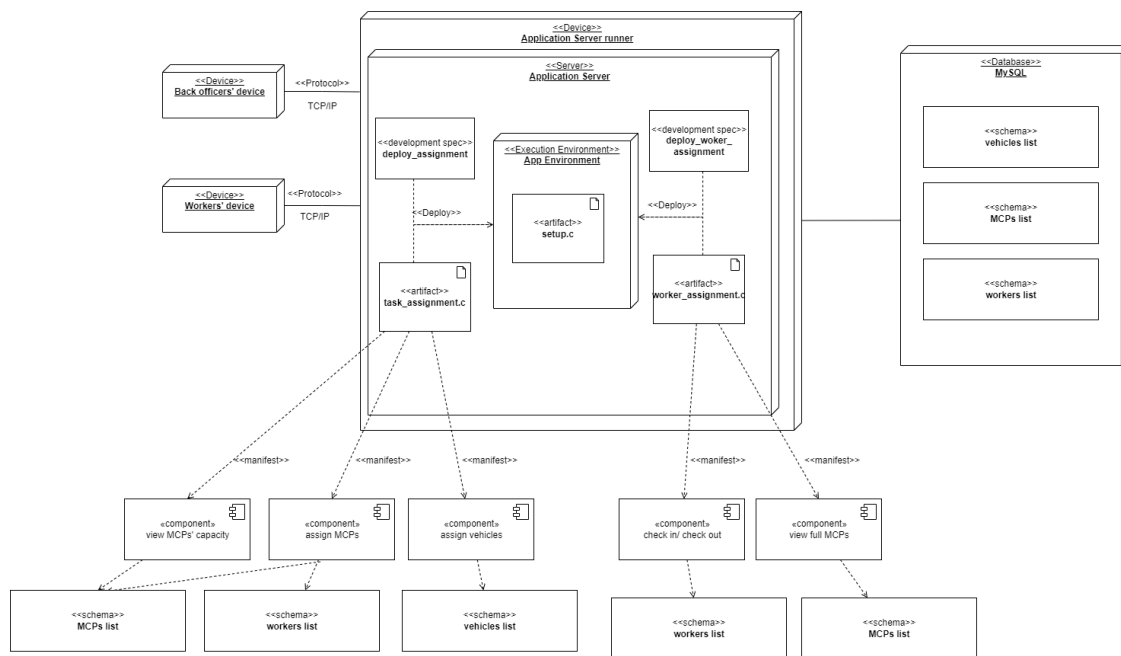 <<Device>>
Application Server runner
<<Server>>
Application Server
<<Device>>
Back officers' device
<<Protocol>>
TCP/IP
<<Device>>
Workers' device
<<Protocol>>
TCP/IP
<<development spec>>
deploy_assignment
<<Execution Environment>>
App Environment
<<development spec>>
deploy_woker_
assignment
<<Deploy>>
<<Deploy>>
<<artifact>>
setup.c
<<artifact>>
task_assignment.c
<<artifact>>
worker_assignment.c
<<Database>>
MySQL
<<schema>>
vehicles list
<<schema>>
MCPs list
<<schema>>
workers list
<<manifest>>
<<manifest>>
<<manifest>>
<<manifest>>
<<manifest>>
«component»
view MCPs' capacity
«component»
assign MCPs
«component»
assign vehicles
«component»
check in/ check out
«component»
view full MCPs
<<schema>>
MCPs list
<<schema>>
workers list
<<schema>>
vehicles list
<<schema>>
workers list
<<schema>>
MCPs list